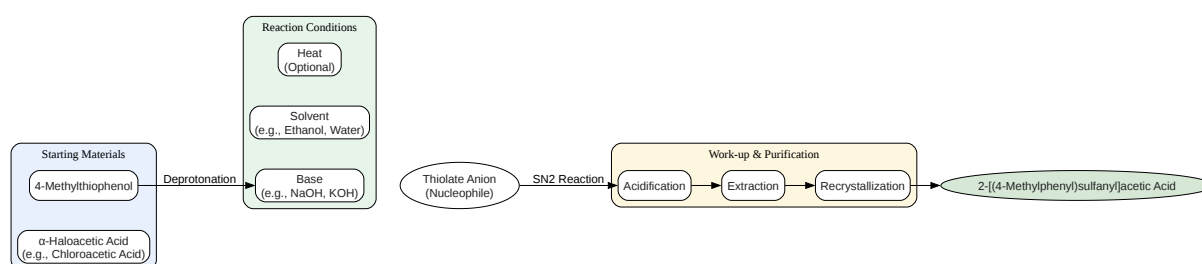 Reaction Conditions
Heat
(Optional)
Solvent
(e.g., Ethanol, Water)
Base
(e.g., NaOH, KOH)
Starting Materials
4-Methylthiophenol
Deprotonation
α-Haloacetic Acid
(e.g., Chloroacetic Acid)
Thiolate Anion
(Nucleophile)
SN2 Reaction
Work-up & Purification
Acidification
Extraction
Recrystallization
2-[(4-Methylphenyl)sulfanyl]acetic Acid